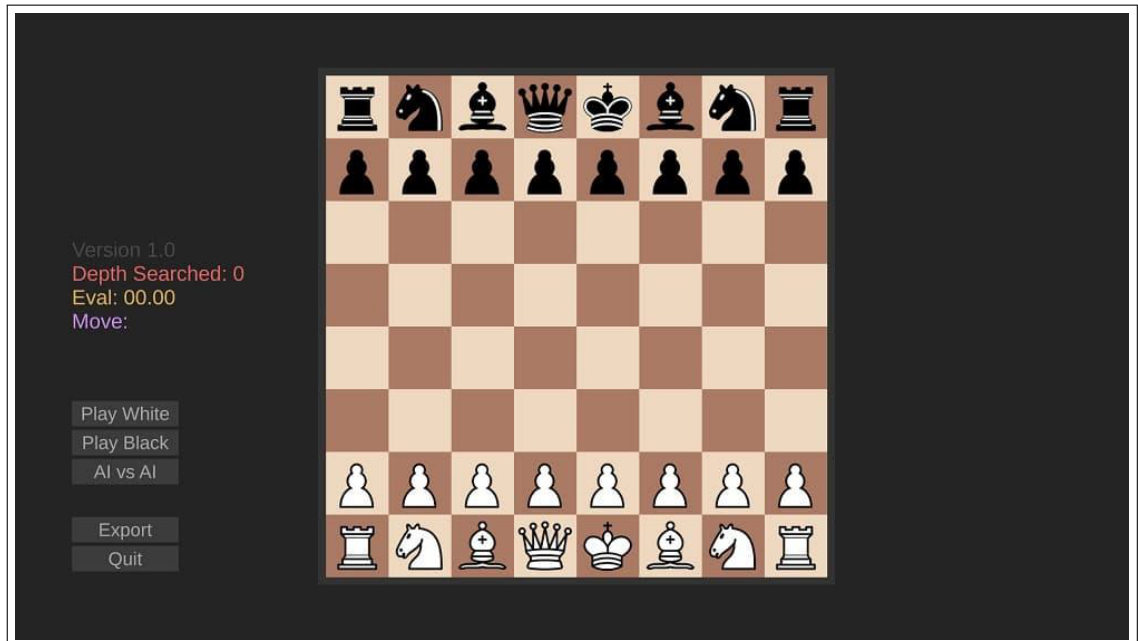 Version 1.0
Depth Searched: 0
Eval: 00.00
Move:
Play White
Play Black
AI vs AI
Export
Quit